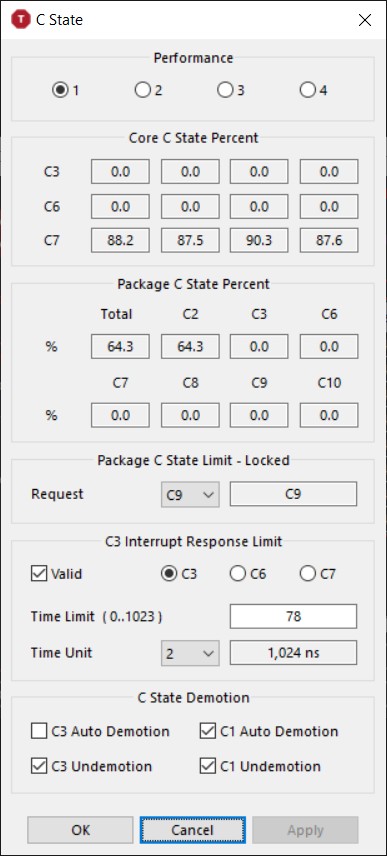 C State
Performance
1 2 3 4
Core C State Percent
C3 0.0 0.0 0.0 0.0
C6 0.0 0.0 0.0 0.0
C7 88.2 87.5 90.3 87.6
Package C State Percent
Total C2 C3 C6
% 64.3 64.3 0.0 0.0
C7 C8 C9 C10
% 0.0 0.0 0.0 0.0
Package C State Limit - Locked
Request C9 C9
C3 Interrupt Response Limit
Valid C3 C6 C7
Time Limit ( 0..1023 ) 78
Time Unit 2 1,024 ns
C State Demotion
C3 Auto Demotion C1 Auto Demotion
C3 Undemotion C1 Undemotion
OK Cancel Apply